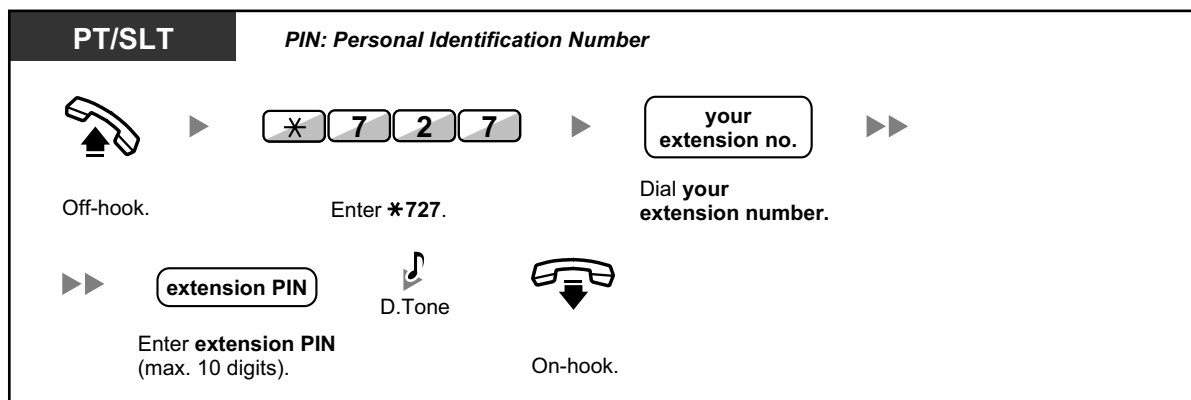 PT/SLT
PIN: Personal Identification Number
✳ 7 2 7
your
extension no.
Off-hook.
Enter ✳727.
Dial your
extension number.
extension PIN
D.Tone
Enter extension PIN
(max. 10 digits).
On-hook.